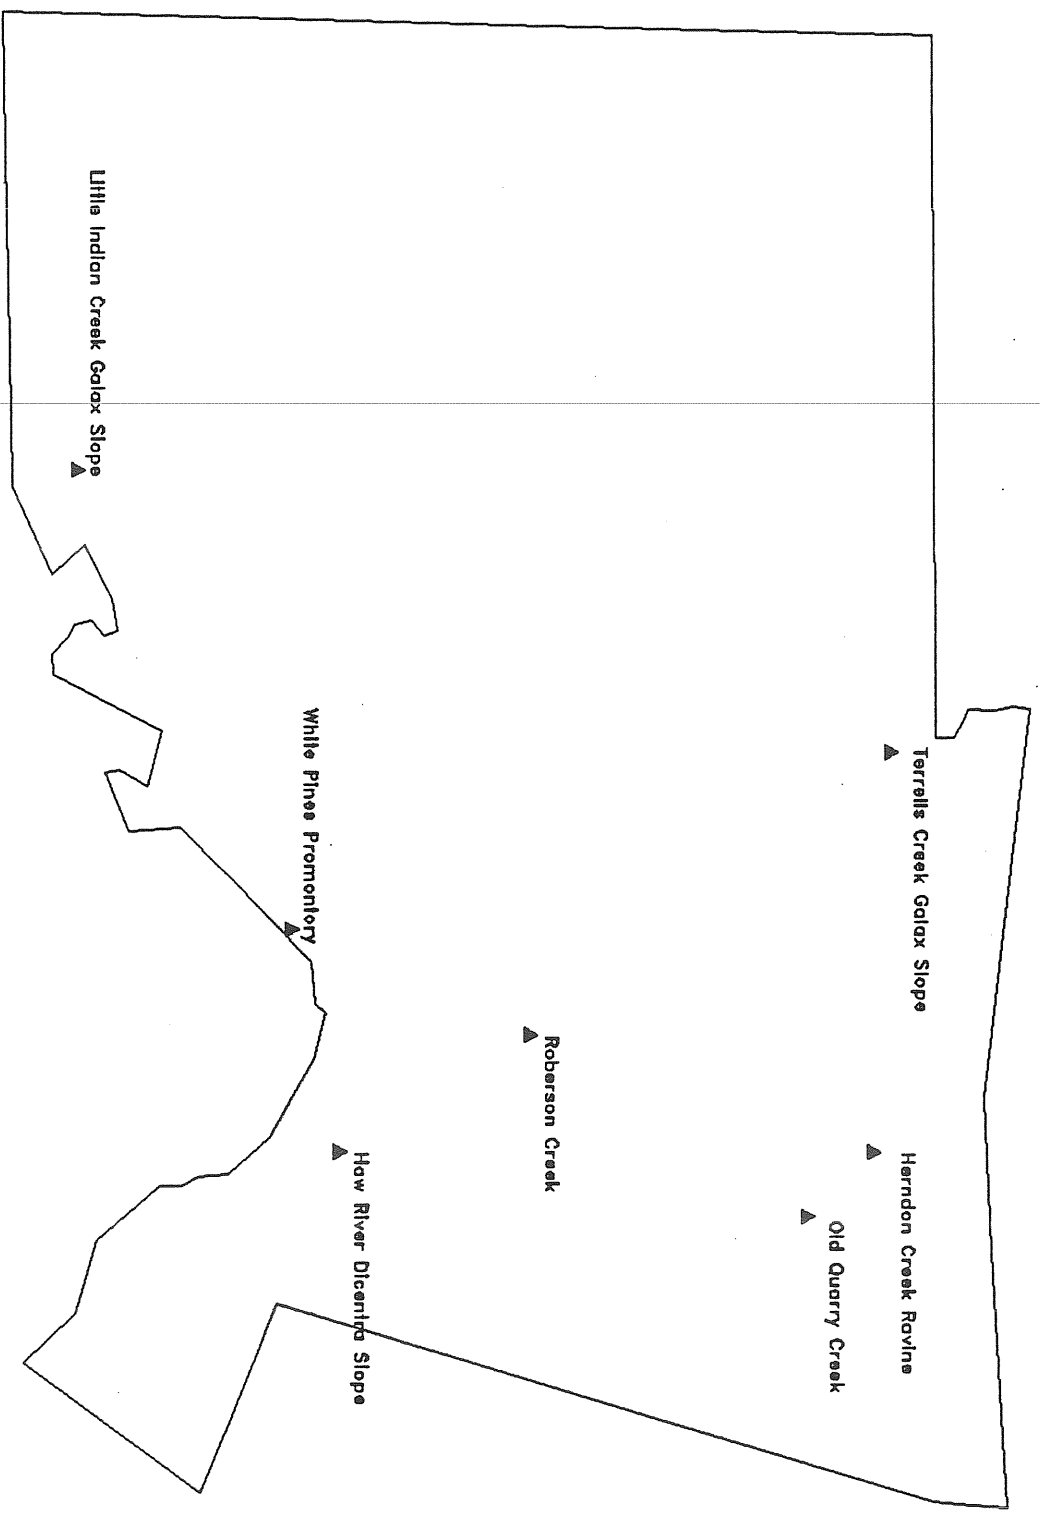 Terrells Creek Galax Slope
Herndon Creek Ravine
Old Quarry Creek
Roberson Creek
Haw River Dicentra Slope
White Pines Promontory
Little Indian Creek Galax Slope